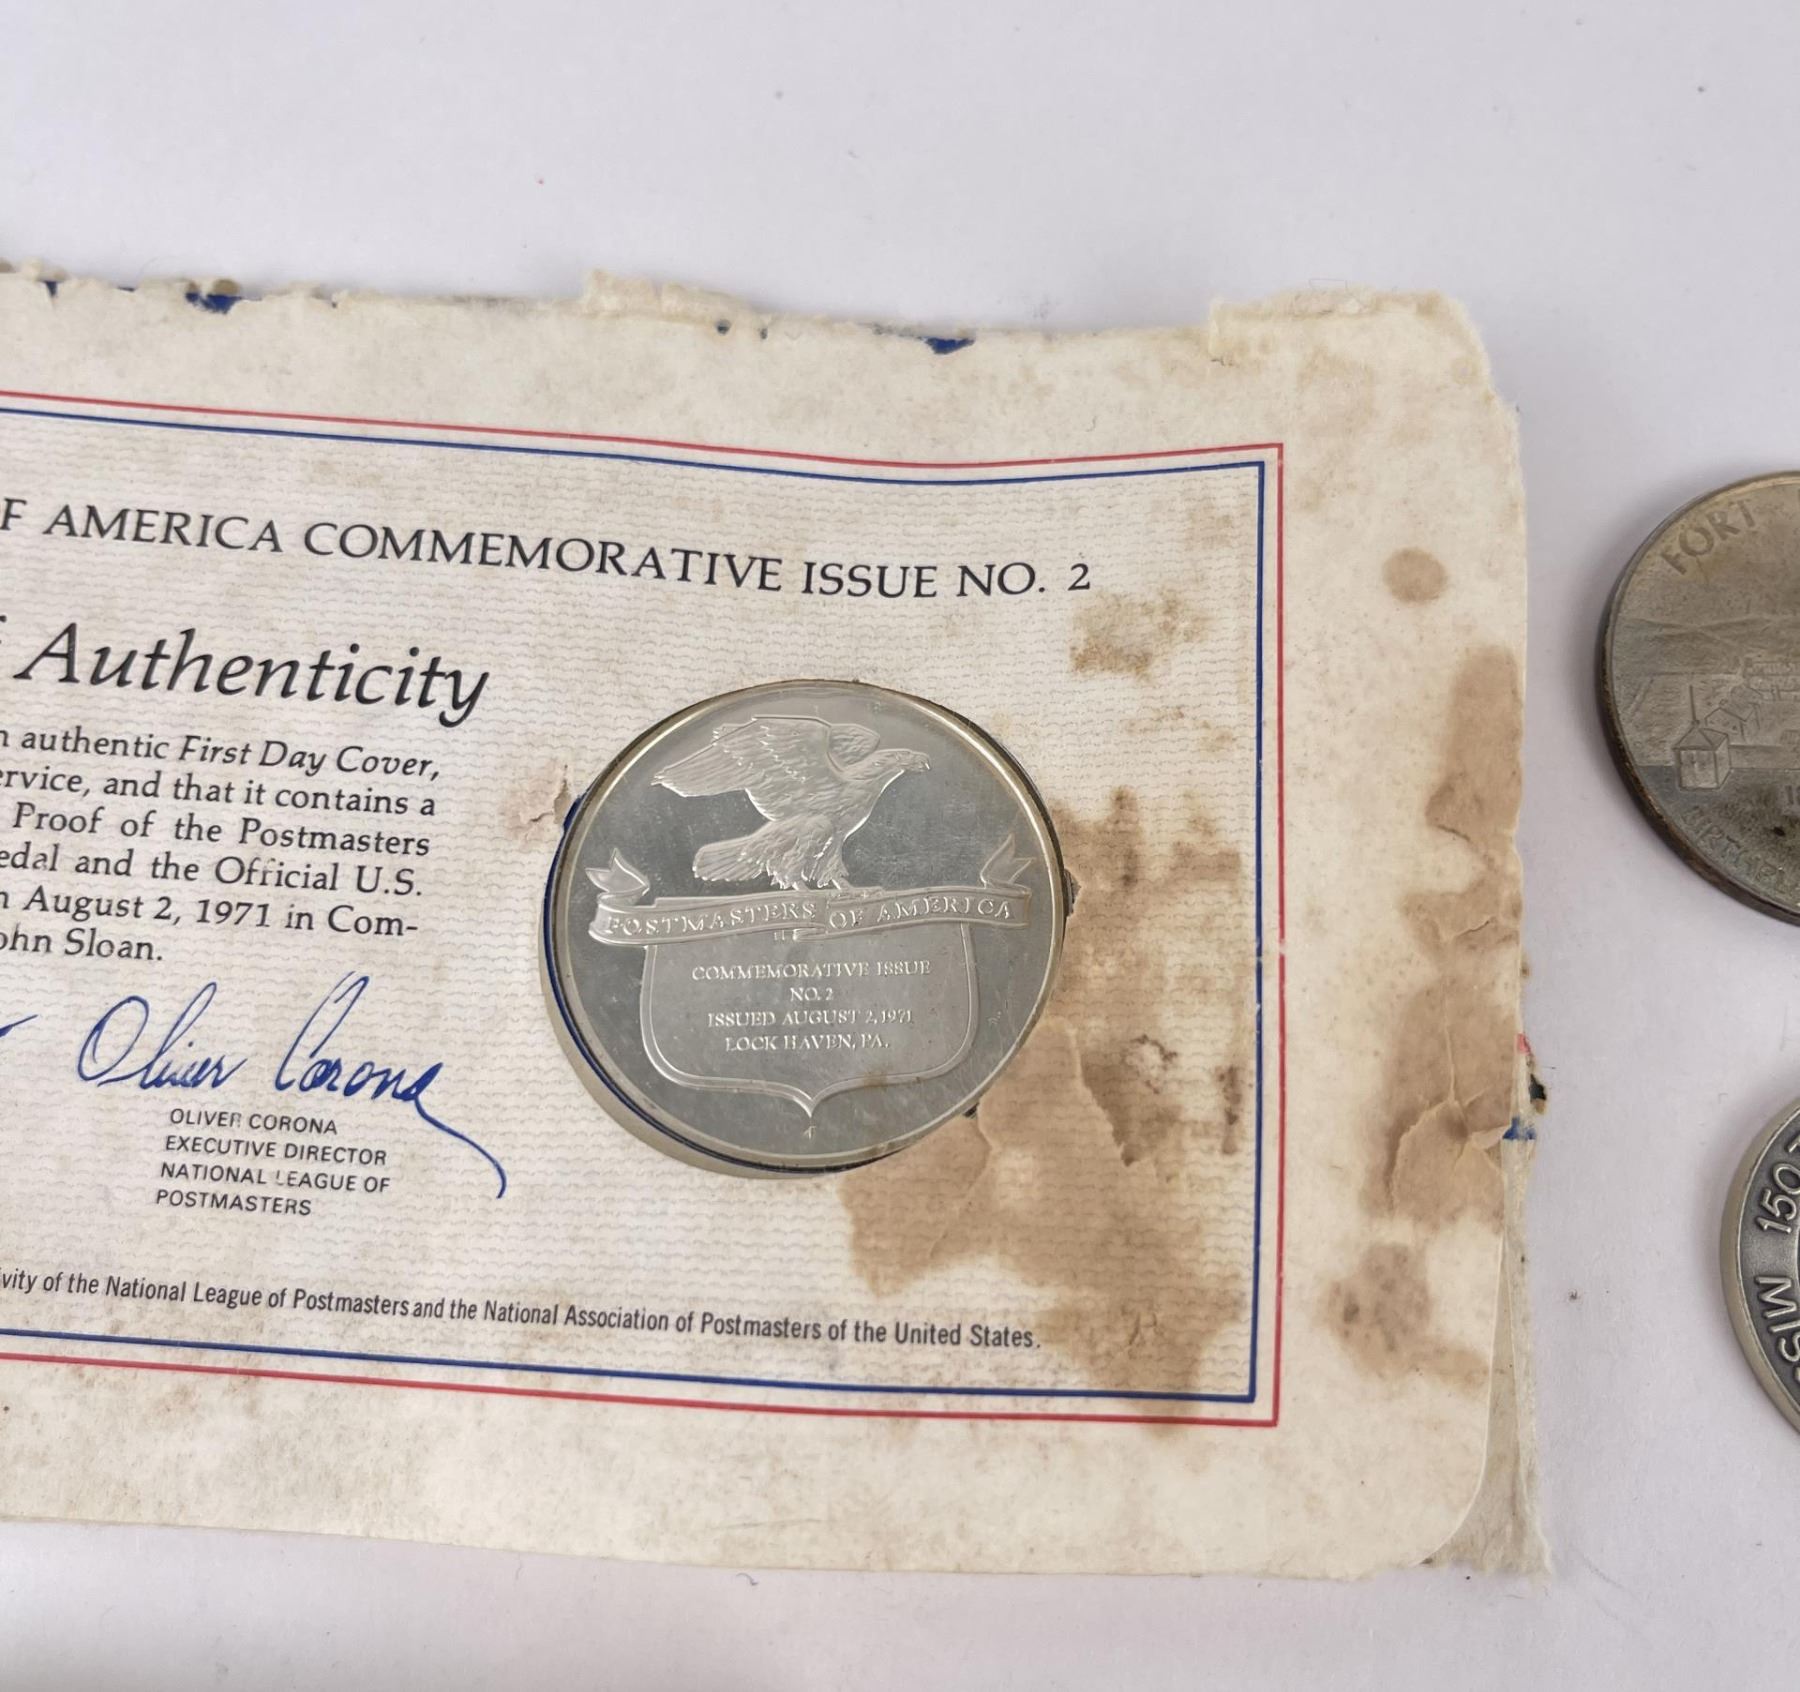 F AMERICA COMMEMORATIVE ISSUE NO. 2
Authenticity
authentic First Day Cover,
ervice, and that it contains a
Proof of the Postmasters
edal and the Official U.S.
August 2, 1971 in Com-
ohn Sloan.
Oliver Corona
OLIVER CORONA
EXECUTIVE DIRECTOR
NATIONAL LEAGUE OF
POSTMASTERS
vity of the National League of Postmasters and the National Association of Postmasters of the United States.
POSTMASTERS OF AMERICA
COMMEMORATIVE ISSUE
NO. 2
ISSUED AUGUST 2, 1971
LOCK HAVEN, PA.
FORT
150
MIS